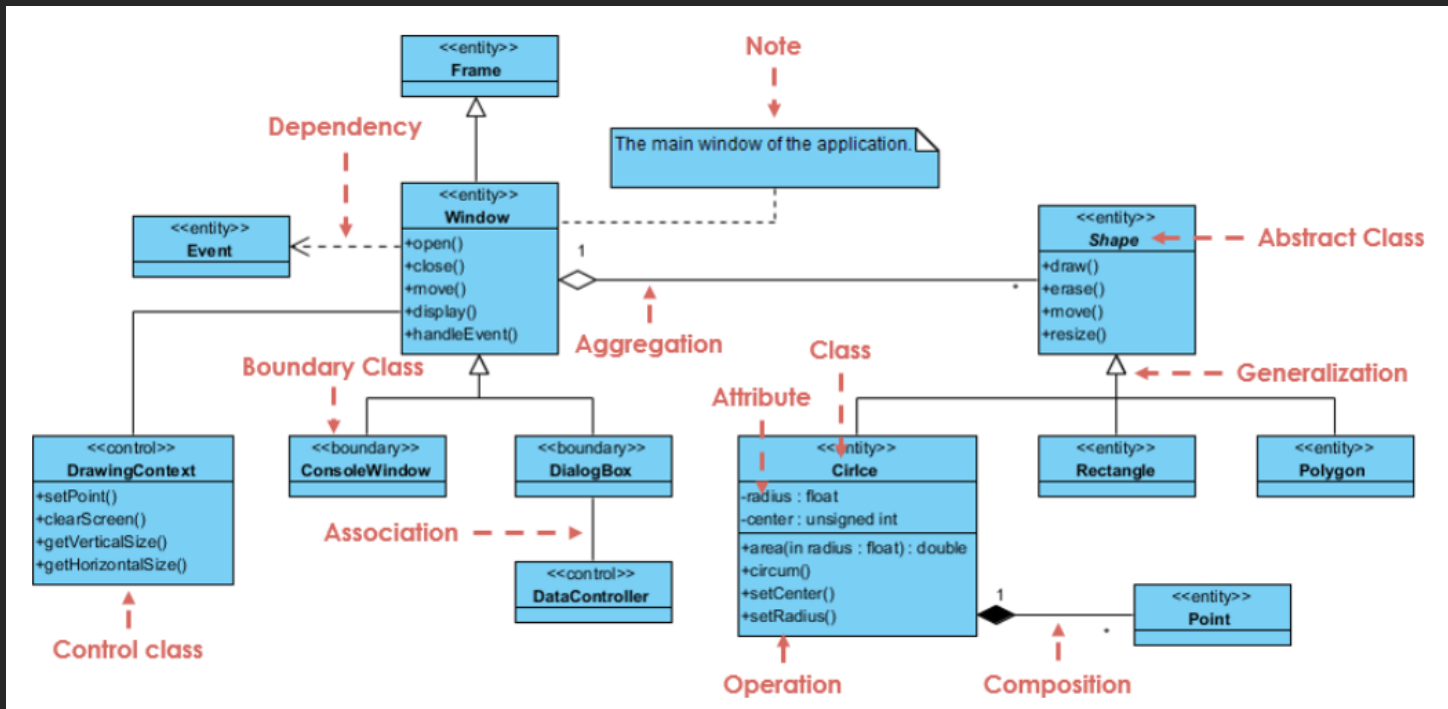 <<entity>>
Frame
Note
Dependency
The main window of the application.
<<entity>>
Window
+open()
+close()
+move()
+display()
+handleEvent()
<<entity>>
Event
1
*
<<entity>>
Shape
+draw()
+erase()
+move()
+resize()
Abstract Class
Aggregation
Boundary Class
Class
Attribute
Generalization
<<control>>
DrawingContext
+setPoint()
+clearScreen()
+getVerticalSize()
+getHorizontalSize()
Control class
<<boundary>>
ConsoleWindow
<<boundary>>
DialogBox
Association
<<control>>
DataController
<<entity>>
Cirlce
-radius : float
-center : unsigned int
+area(in radius : float) : double
+circum()
+setCenter()
+setRadius()
Operation
<<entity>>
Rectangle
<<entity>>
Polygon
1
*
<<entity>>
Point
Composition